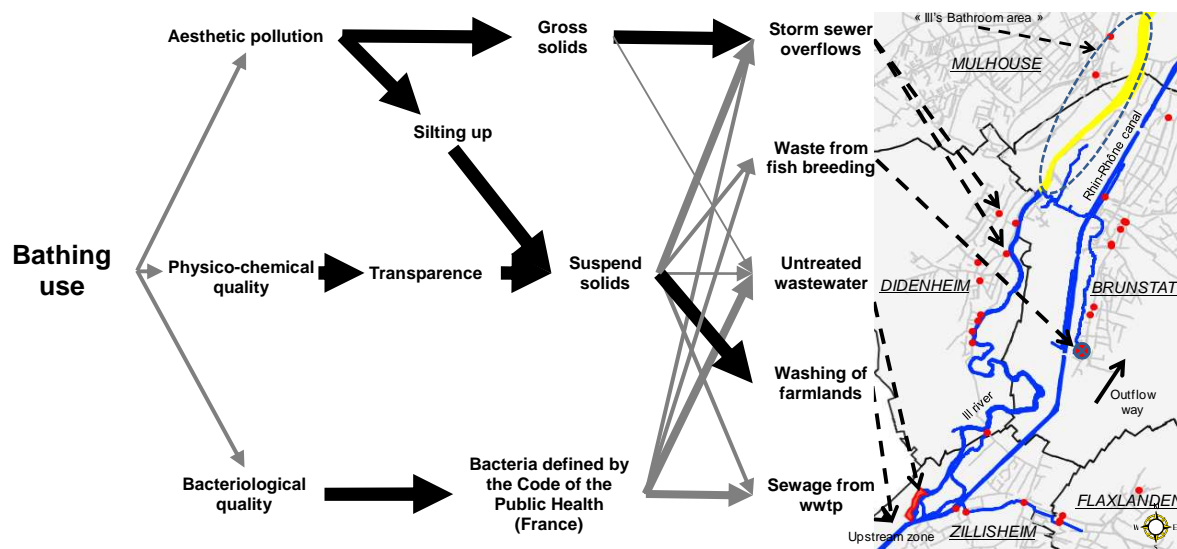 Bathing
use
Aesthetic pollution
Physico-chemical
quality
Bacteriological
quality
Silting up
Transparence
Gross
solids
Suspend
solids
Bacteria defined by
the Code of the
Public Health
(France)
Storm sewer
overflows
Waste from
fish breeding
Untreated
wastewater
Washing of
farmlands
Sewage from
wwtp
« Ill's Bathroom area »
MULHOUSE
Rhin-Rhône canal
DIDENHEIM
BRUNSTAT
Outflow
way
Ill river
FLAXLANDEN
Upstream zone
ZILLISHEIM
N
W
E
S